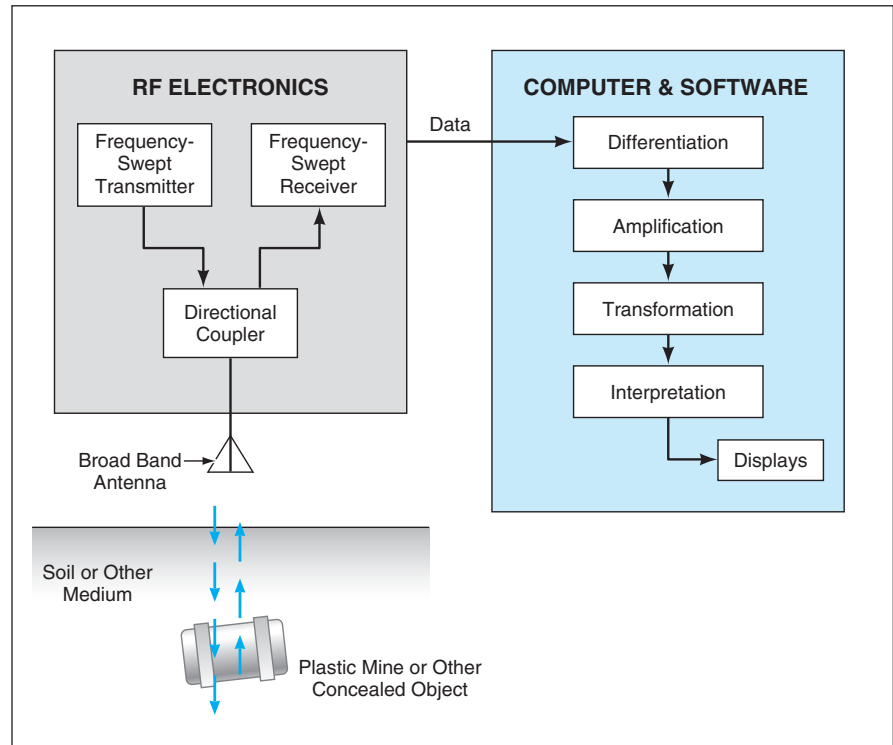 RF ELECTRONICS
Frequency-
Swept
Transmitter
Frequency-
Swept
Receiver
Directional
Coupler
Broad Band
Antenna
Soil or Other
Medium
Plastic Mine or Other
Concealed Object
Data
COMPUTER & SOFTWARE
Differentiation
Amplification
Transformation
Interpretation
Displays